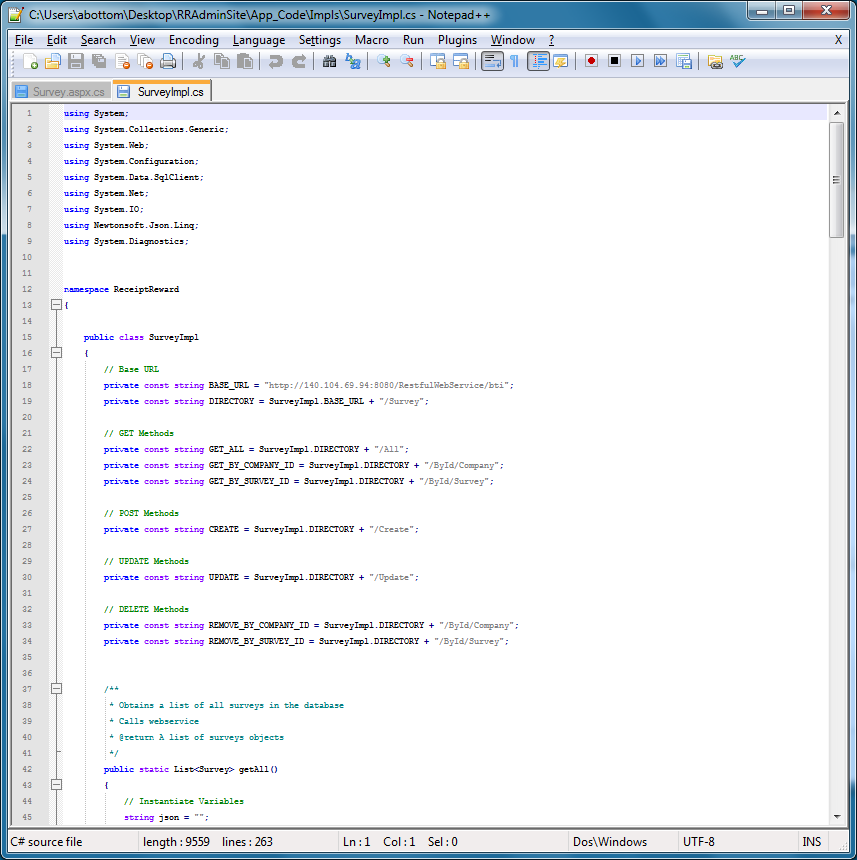 C:\Users\abottom\Desktop\RRAdminSite\App_Code\Impls\SurveyImpl.cs - Notepad++
File Edit Search View Encoding Language Settings Macro Run Plugins Window ? X
Survey.aspx.cs SurveyImpl.cs
1 using System;
2 using System.Collections.Generic;
3 using System.Web;
4 using System.Configuration;
5 using System.Data.SqlClient;
6 using System.Net;
7 using System.IO;
8 using Newtonsoft.Json.Linq;
9 using System.Diagnostics;
10
11
12 namespace ReceiptReward
13 {
14
15 public class SurveyImpl
16 {
17 // Base URL
18 private const string BASE_URL = "http://140.104.69.94:8080/RestfulWebService/bti";
19 private const string DIRECTORY = SurveyImpl.BASE_URL + "/Survey";
20
21 // GET Methods
22 private const string GET_ALL = SurveyImpl.DIRECTORY + "/All";
23 private const string GET_BY_COMPANY_ID = SurveyImpl.DIRECTORY + "/ById/Company";
24 private const string GET_BY_SURVEY_ID = SurveyImpl.DIRECTORY + "/ById/Survey";
25
26 // POST Methods
27 private const string CREATE = SurveyImpl.DIRECTORY + "/Create";
28
29 // UPDATE Methods
30 private const string UPDATE = SurveyImpl.DIRECTORY + "/Update";
31
32 // DELETE Methods
33 private const string REMOVE_BY_COMPANY_ID = SurveyImpl.DIRECTORY + "/ById/Company";
34 private const string REMOVE_BY_SURVEY_ID = SurveyImpl.DIRECTORY + "/ById/Survey";
35
36
37 /**
38 * Obtains a list of all surveys in the database
39 * Calls webservice
40 * @return A list of surveys objects
41 */
42 public static List<Survey> getAll()
43 {
44 // Instantiate Variables
45 string json = "";
C# source file length : 9559 lines : 263 Ln : 1 Col : 1 Sel : 0 Dos\Windows UTF-8 INS